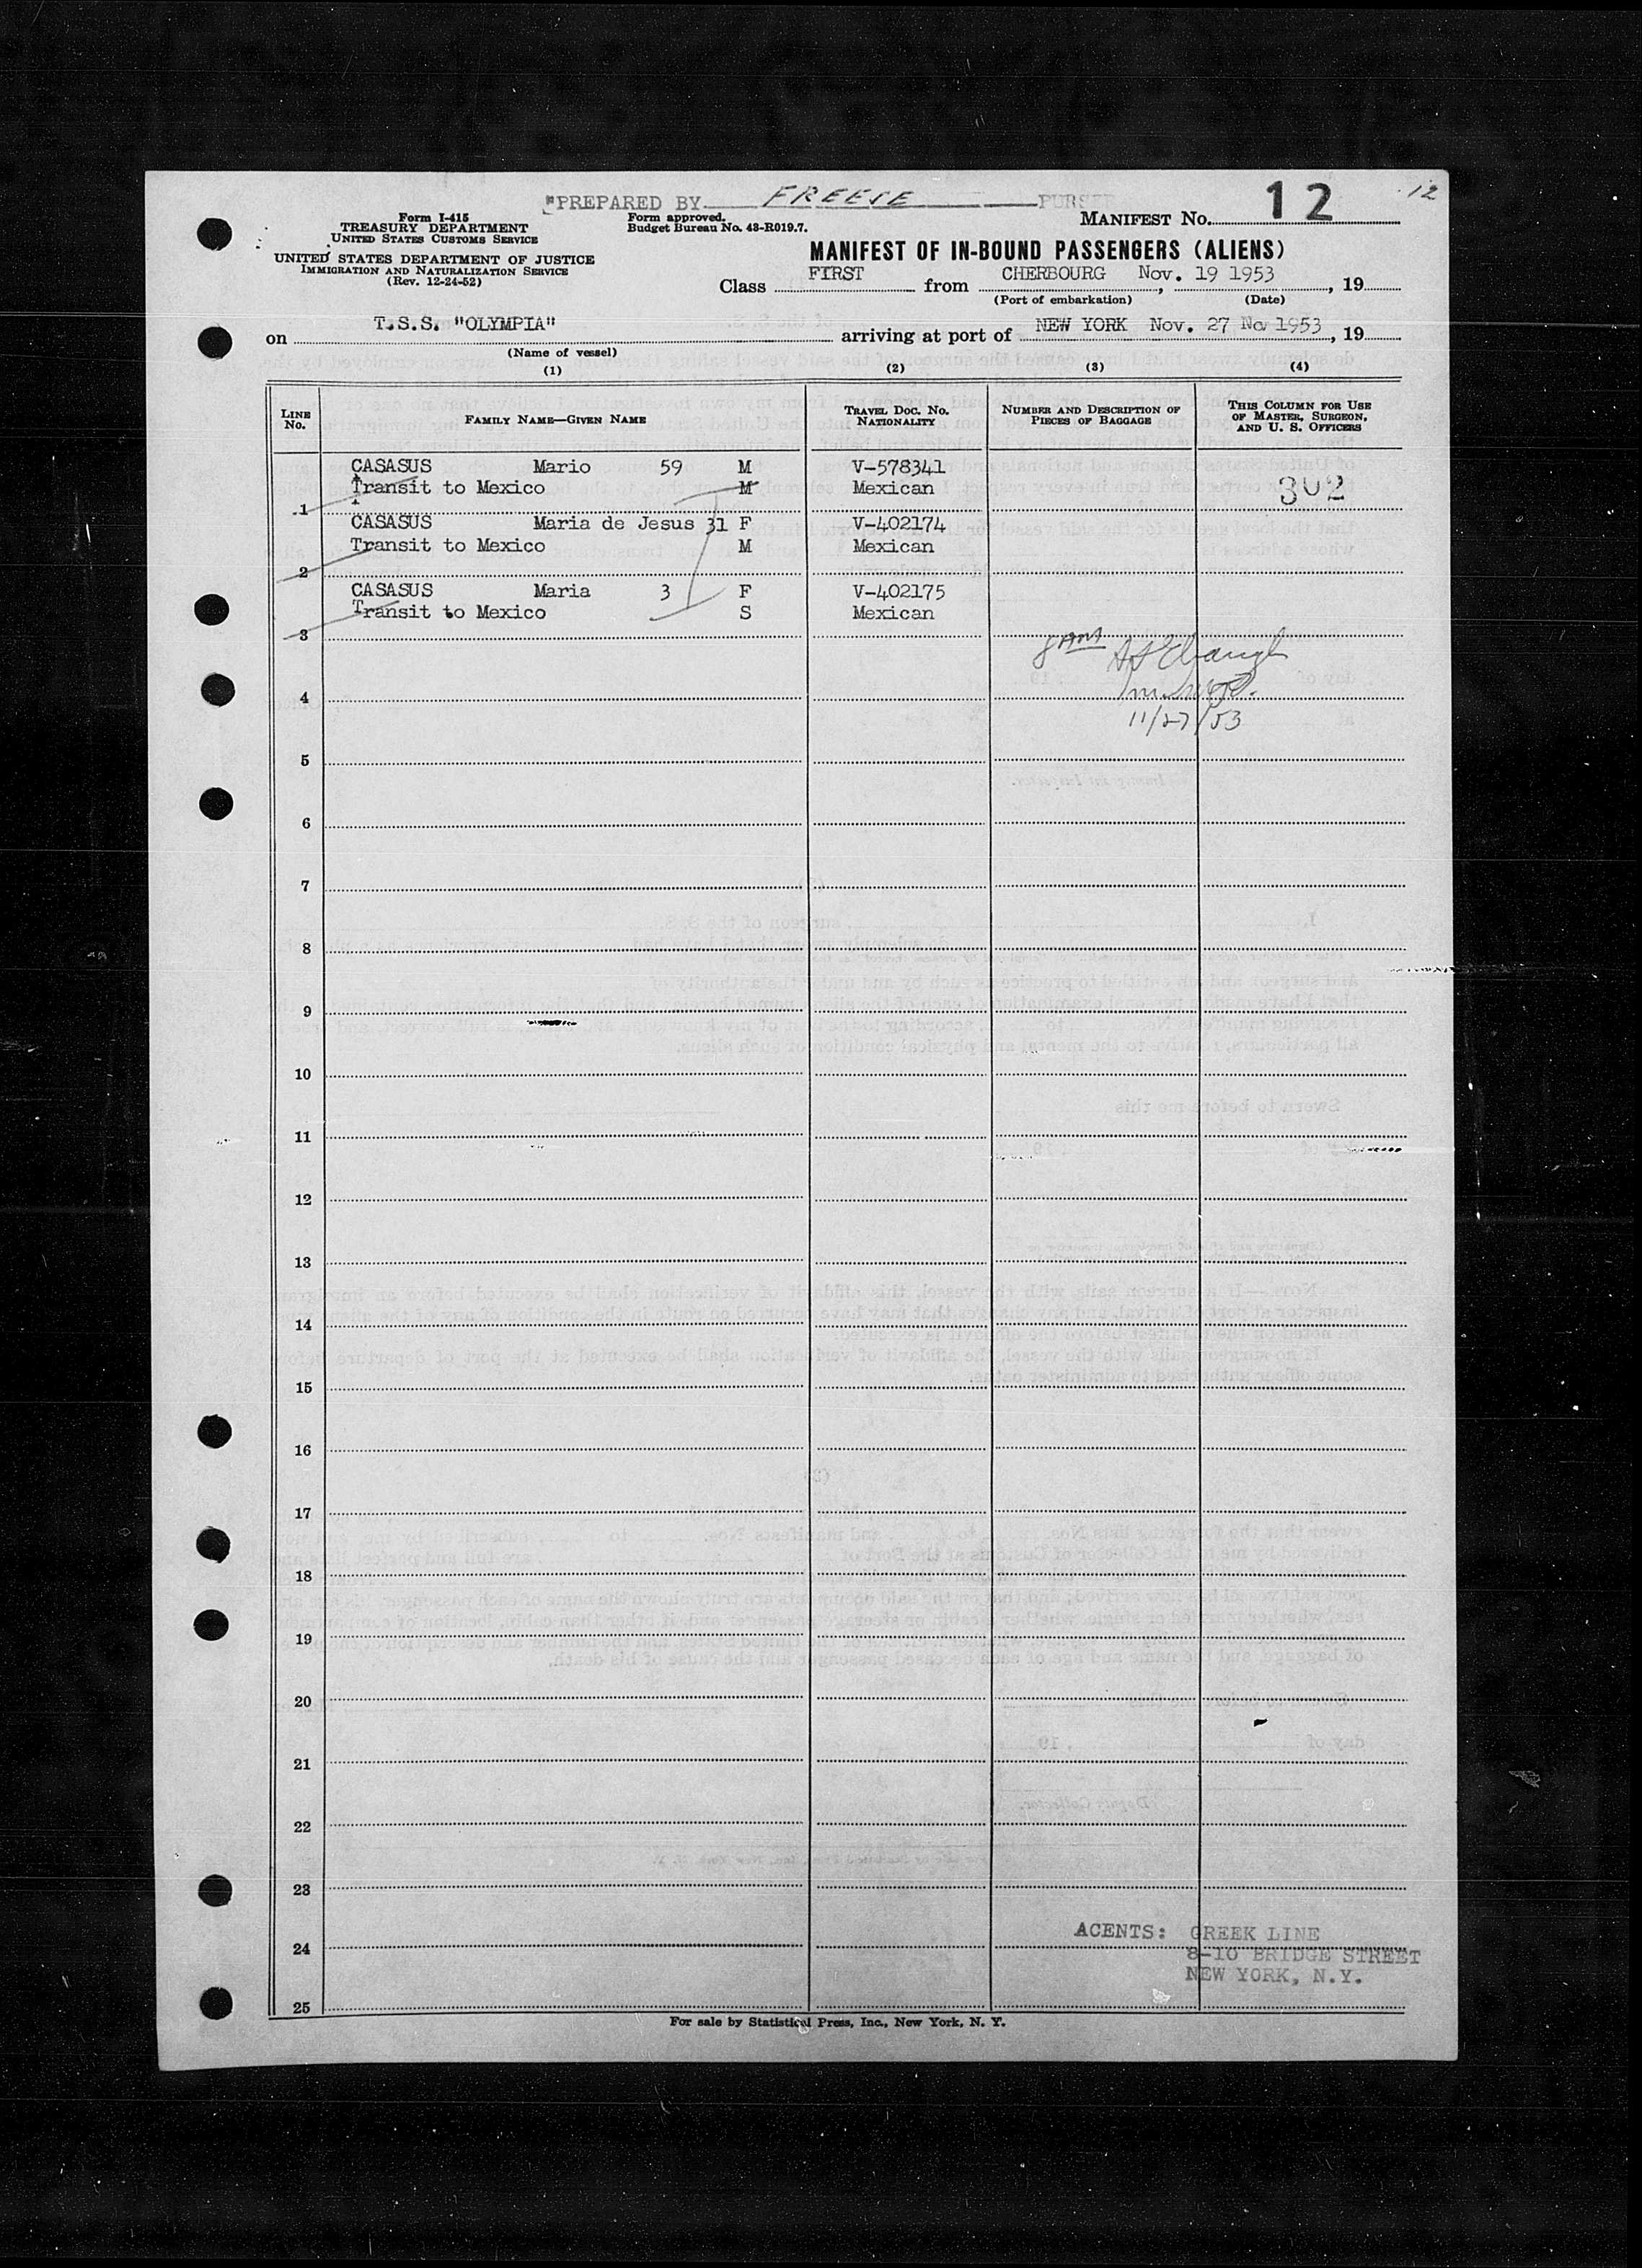 PREPARED BY FREESE PURSER
MANIFEST No. 12
12
Form I-415
TREASURY DEPARTMENT
UNITED STATES CUSTOMS SERVICE
UNITED STATES DEPARTMENT OF JUSTICE
IMMIGRATION AND NATURALIZATION SERVICE
(Rev. 12-24-52)
Form approved.
Budget Bureau No. 43-R019.7.
MANIFEST OF IN-BOUND PASSENGERS (ALIENS)
Class FIRST from CHERBOURG, Nov. 19 1953, 19
(Port of embarkation) (Date)
on T.S.S. "OLYMPIA" arriving at port of NEW YORK Nov. 27 No 1953, 19
(Name of vessel)
(1) (2) (3) (4)
LINE No. FAMILY NAME—GIVEN NAME TRAVEL DOC. No. NATIONALITY NUMBER AND DESCRIPTION OF PIECES OF BAGGAGE THIS COLUMN FOR USE OF MASTER, SURGEON, AND U. S. OFFICERS
CASASUS Mario 59 M V-578341
Transit to Mexico M Mexican 302
1
CASASUS Maria de Jesus 31 F V-402174
Transit to Mexico M Mexican
2
CASASUS Maria 3 F V-402175
Transit to Mexico S Mexican
3
8 AM
4
11/27/53
5
6
7
8
9
10
11
12
13
14
15
16
17
18
19
20
21
22
23
AGENTS: GREEK LINE
24
8-10 BRIDGE STREET
NEW YORK, N.Y.
25
For sale by Statistical Press, Inc., New York, N. Y.